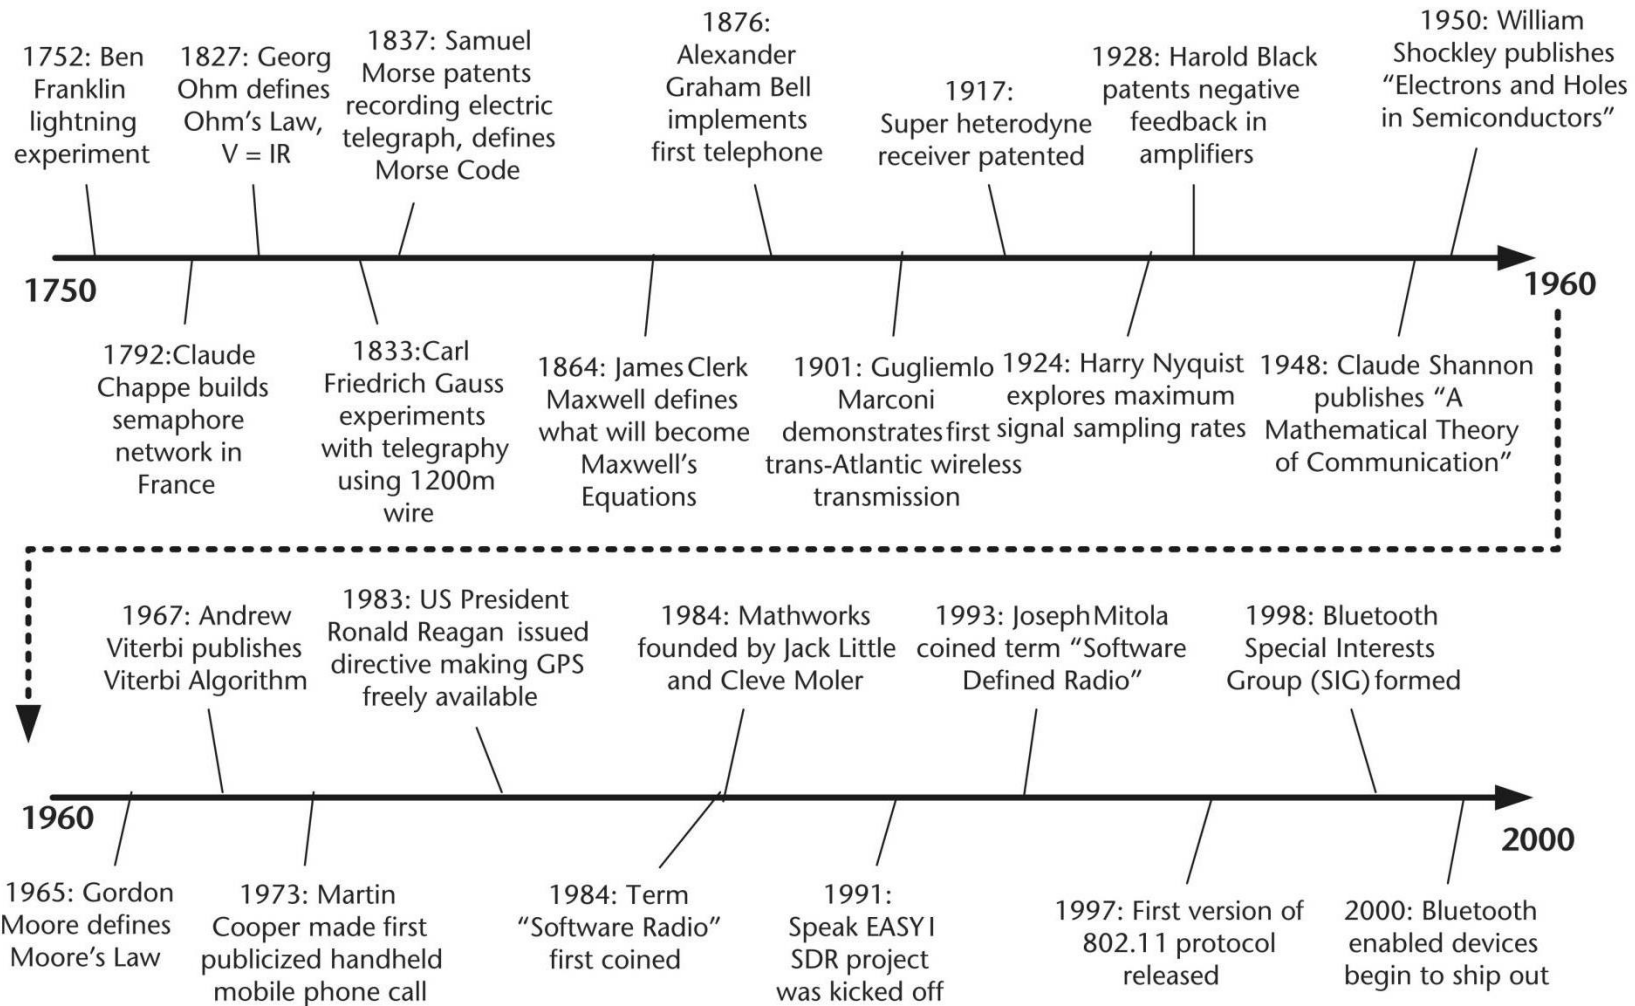 1752: Ben
Franklin
lightning
experiment
1827: Georg
Ohm defines
Ohm's Law,
V = IR
1837: Samuel
Morse patents
recording electric
telegraph, defines
Morse Code
1876:
Alexander
Graham Bell
implements
first telephone
1917:
Super heterodyne
receiver patented
1928: Harold Black
patents negative
feedback in
amplifiers
1950: William
Shockley publishes
“Electrons and Holes
in Semiconductors”
1750
1960
1792:Claude
Chappe builds
semaphore
network in
France
1833:Carl
Friedrich Gauss
experiments
with telegraphy
using 1200m
wire
1864: James Clerk
Maxwell defines
what will become
Maxwell's
Equations
1901: Gugliemlo
Marconi
demonstrates first
trans-Atlantic wireless
transmission
1924: Harry Nyquist
explores maximum
signal sampling rates
1948: Claude Shannon
publishes “A
Mathematical Theory
of Communication”
1967: Andrew
Viterbi publishes
Viterbi Algorithm
1983: US President
Ronald Reagan issued
directive making GPS
freely available
1984: Mathworks
founded by Jack Little
and Cleve Moler
1993: Joseph Mitola
coined term “Software
Defined Radio”
1998: Bluetooth
Special Interests
Group (SIG) formed
1960
2000
1965: Gordon
Moore defines
Moore's Law
1973: Martin
Cooper made first
publicized handheld
mobile phone call
1984: Term
“Software Radio”
first coined
1991:
Speak EASY I
SDR project
was kicked off
1997: First version of
802.11 protocol
released
2000: Bluetooth
enabled devices
begin to ship out